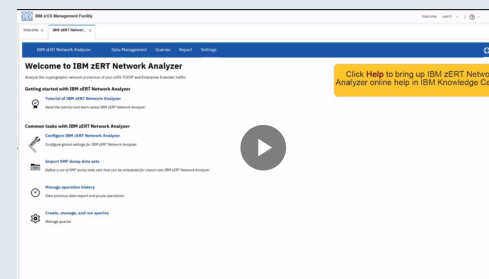 IBM z/OS Management Facility
Welcome user1
Welcome × IBM zERT Networ... ×
IBM zERT Network Analyzer Data Management Queries Report Settings
Welcome to IBM zERT Network Analyzer
Analyze the cryptographic network protection of your z/OS TCP/IP and Enterprise Extender traffic.
Click Help to bring up IBM zERT Netwo
Analyzer online help in IBM Knowledge Ce
Getting started with IBM zERT Network Analyzer
Tutorial of IBM zERT Network Analyzer
Read the tutorial and learn about IBM zERT Network Analyzer
Common tasks with IBM zERT Network Analyzer
Configure IBM zERT Network Analyzer
Configure global settings for IBM zERT Network Analyzer
Import SMF dump data sets
Define a set of SMF dump data sets that can be scheduled for import into IBM zERT Network Analyzer
Manage operation history
View previous data import and prune operations
Create, manage, and run queries
Manage queries